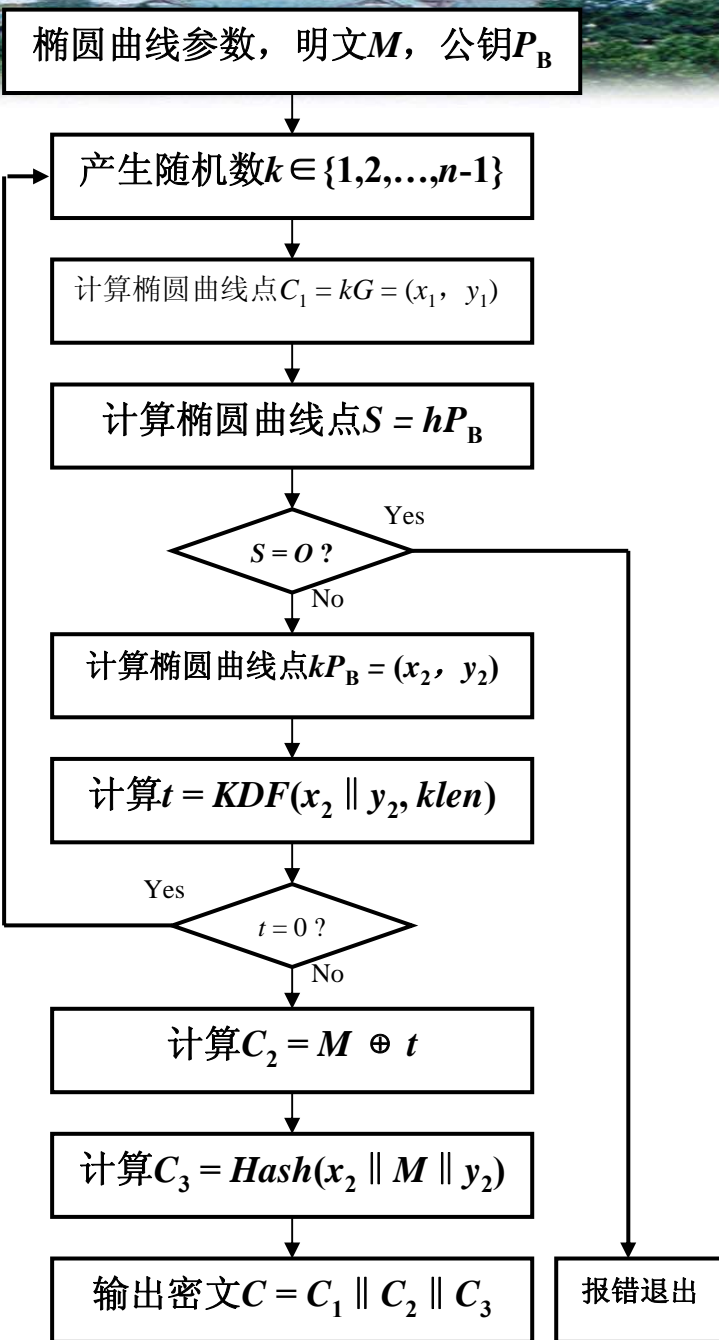 椭圆曲线参数，明文M，公钥P_B
产生随机数k∈{1,2,…,n-1}
计算椭圆曲线点C₁ = kG = (x₁，y₁)
计算椭圆曲线点S = hP_B
Yes
S = O ?
No
计算椭圆曲线点kP_B = (x₂，y₂)
计算t = KDF(x₂ ∥ y₂, klen)
Yes
t = 0 ?
No
计算C₂ = M ⊕ t
计算C₃ = Hash(x₂ ∥ M ∥ y₂)
输出密文C = C₁ ∥ C₂ ∥ C₃
报错退出